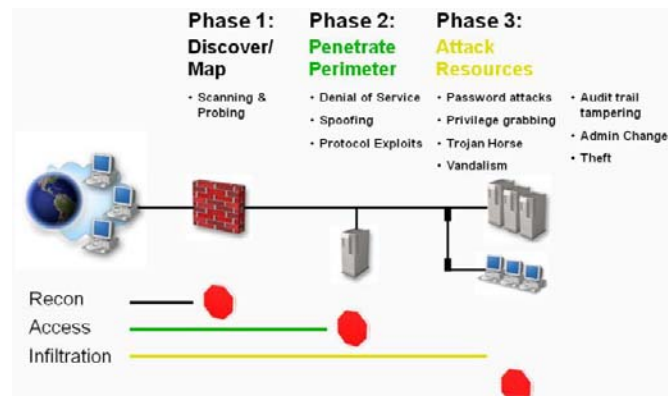 Phase 1:
Discover/
Map
• Scanning &
Probing
Phase 2:
Penetrate
Perimeter
• Denial of Service
• Spoofing
• Protocol Exploits
Phase 3:
Attack
Resources
• Password attacks
• Privilege grabbing
• Trojan Horse
• Vandalism
• Audit trail
tampering
• Admin Change
• Theft
Recon
Access
Infiltration